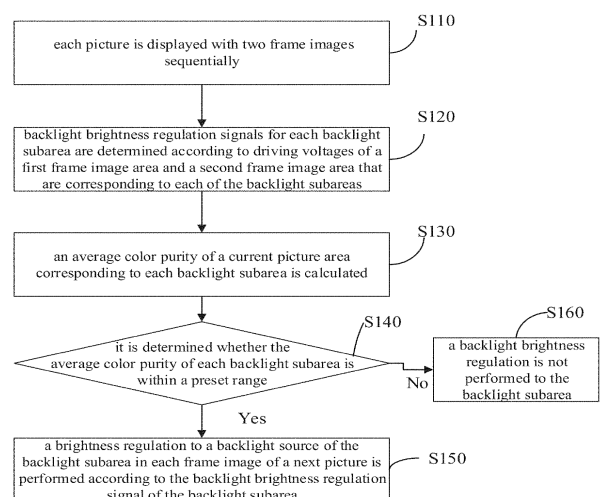 S110
each picture is displayed with two frame images
sequentially
S120
backlight brightness regulation signals for each backlight
subarea are determined according to driving voltages of a
first frame image area and a second frame image area that
are corresponding to each of the backlight subareas
S130
an average color purity of a current picture area
corresponding to each backlight subarea is calculated
S140
it is determined whether the
average color purity of each backlight subarea is
within a preset range
S160
a backlight brightness
regulation is not
performed to the
backlight subarea
No
Yes
S150
a brightness regulation to a backlight source of the
backlight subarea in each frame image of a next picture is
performed according to the backlight brightness regulation
signal of the backlight subarea